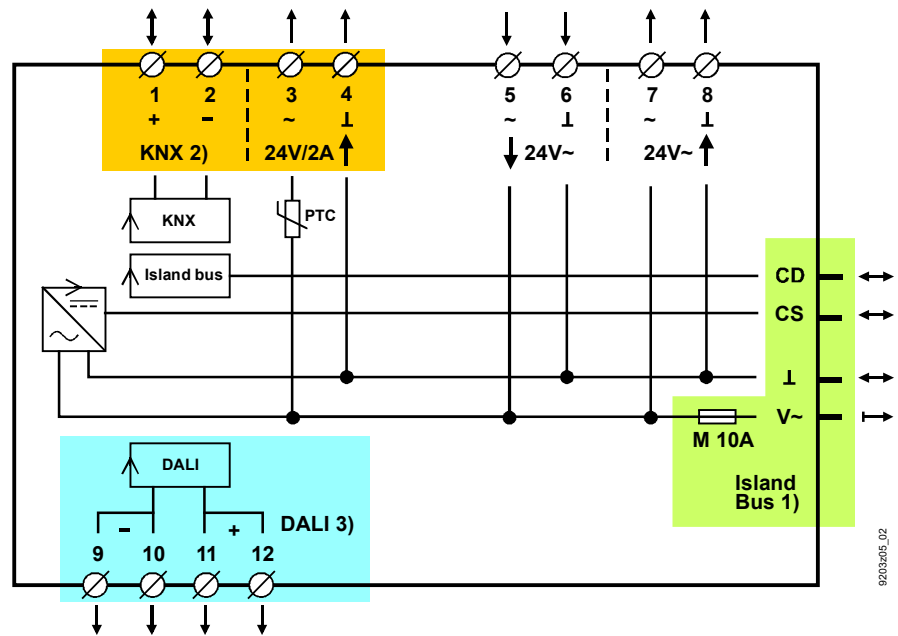 1 2 3 4 5 6 7 8
+ − ~ ⊥ ~ ⊥ ~ ⊥
KNX 2) 24V/2A 24V~ 24V~
KNX
PTC
Island bus
CD
CS
⊥
V~
M 10A
Island
Bus 1)
DALI
− + DALI 3)
9 10 11 12
9203z05_02